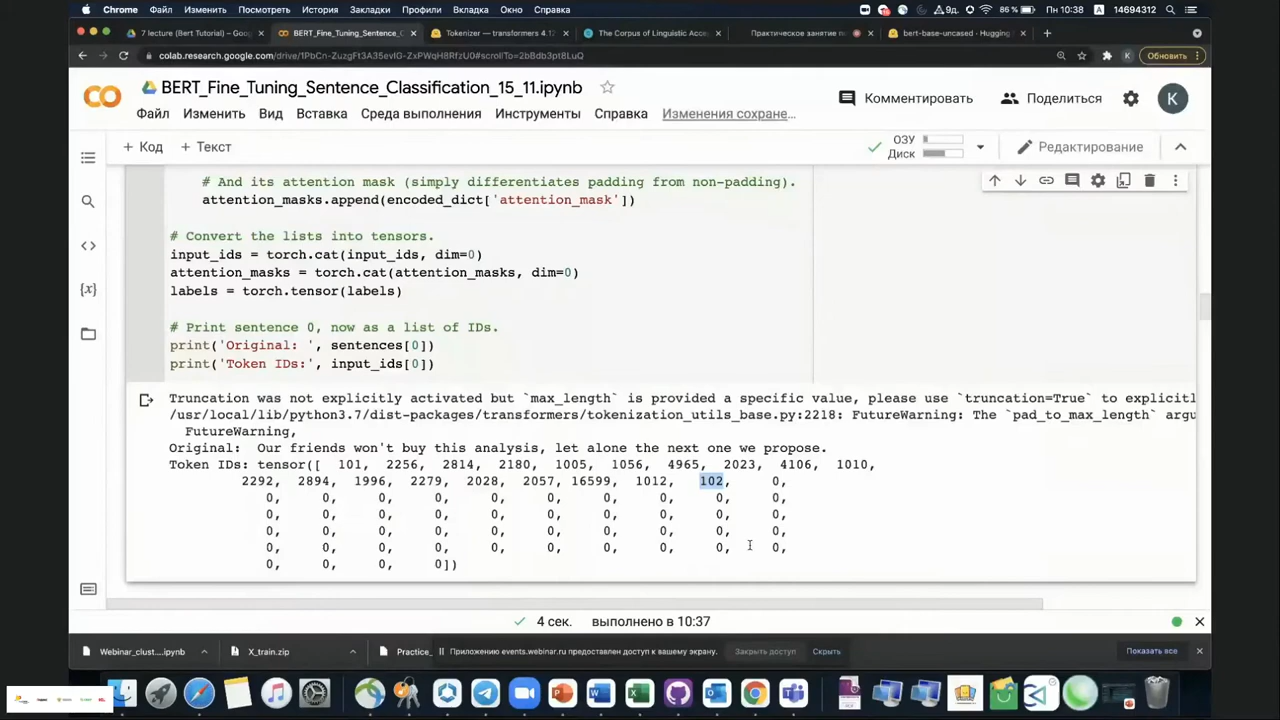 Chrome Файл Изменить Посмотреть История Закладки Профили Вкладка Окно Справка 9д. 86 % Пн 10:38 A 14694312
7 lecture (Bert Tutorial) - Goog BERT_Fine_Tuning_Sentence_C Tokenizer — transformers 4.12 The Corpus of Linguistic Acce Практическое занятие п bert-base-uncased · Hugging
Обновить
BERT_Fine_Tuning_Sentence_Classification_15_11.ipynb
Комментировать Поделиться K
Файл Изменить Вид Вставка Среда выполнения Инструменты Справка Изменения сохране…
+ Код + Текст ОЗУ Диск Редактирование
# And its attention mask (simply differentiates padding from non-padding).
attention_masks.append(encoded_dict['attention_mask'])
# Convert the lists into tensors.
input_ids = torch.cat(input_ids, dim=0)
attention_masks = torch.cat(attention_masks, dim=0)
labels = torch.tensor(labels)
# Print sentence 0, now as a list of IDs.
print('Original: ', sentences[0])
print('Token IDs:', input_ids[0])
Truncation was not explicitly activated but `max_length` is provided a specific value, please use `truncation=True` to explicitl
/usr/local/lib/python3.7/dist-packages/transformers/tokenization_utils_base.py:2218: FutureWarning: The `pad_to_max_length` argu
FutureWarning,
Original:  Our friends won't buy this analysis, let alone the next one we propose.
Token IDs: tensor([ 101, 2256, 2814, 2180, 1005, 1056, 4965, 2023, 4106, 1010,
2292, 2894, 1996, 2279, 2028, 2057, 16599, 1012, 102, 0,
0, 0, 0, 0, 0, 0, 0, 0, 0, 0,
0, 0, 0, 0, 0, 0, 0, 0, 0, 0,
0, 0, 0, 0, 0, 0, 0, 0, 0, 0,
0, 0, 0, 0, 0, 0, 0, 0, 0, 0,
0, 0, 0, 0])
4 сек. выполнено в 10:37
Webinar_clust....ipynb X_train.zip Practice_ Приложению events.webinar.ru предоставлен доступ к вашему экрану. Закрыть доступ Скрыть Показать все